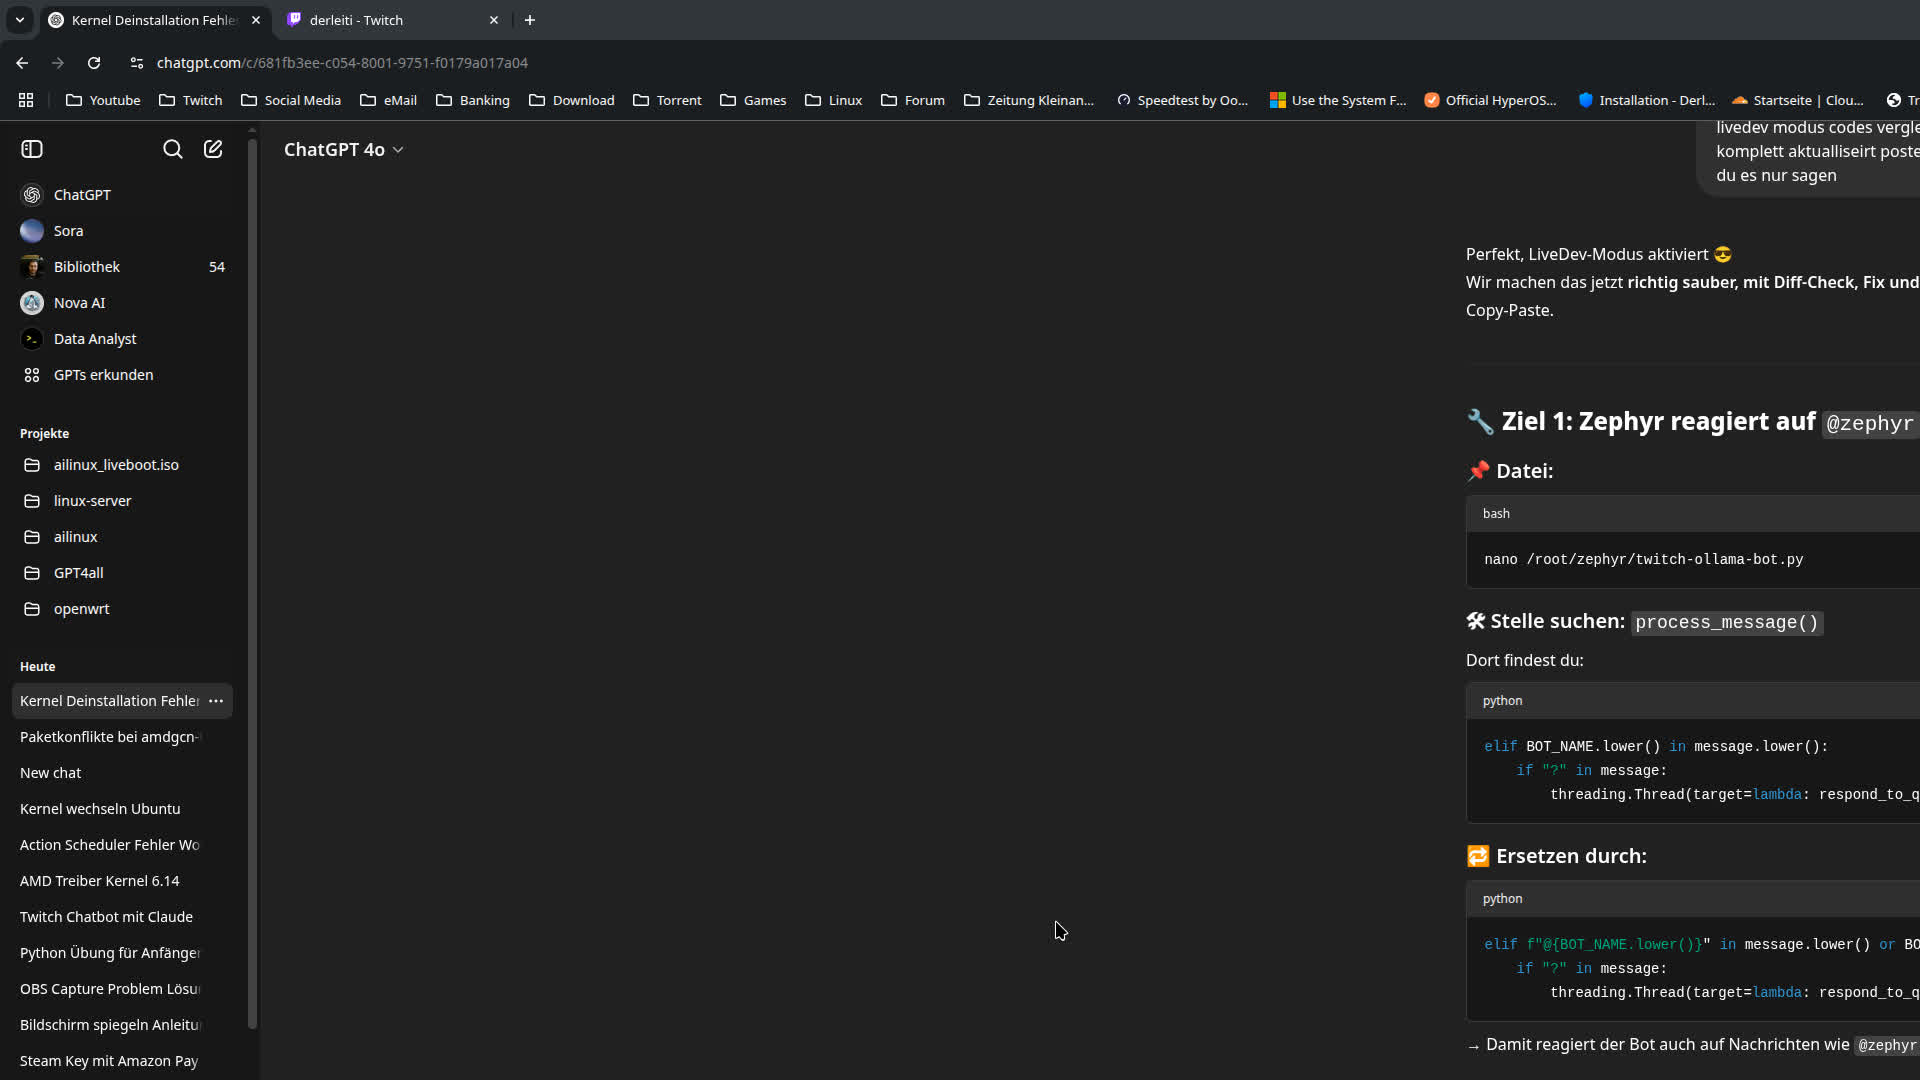 Kernel Deinstallation Fehle
derleiti - Twitch
chatgpt.com/c/681fb3ee-c054-8001-9751-f0179a017a04
Youtube
Twitch
Social Media
eMail
Banking
Download
Torrent
Games
Linux
Forum
Zeitung Kleinan...
Speedtest by Oo...
Use the System F...
Official HyperOS...
Installation - Derl...
Startseite | Clou...
Tr
ChatGPT
Sora
Bibliothek 54
Nova AI
Data Analyst
GPTs erkunden
Projekte
ailinux_liveboot.iso
linux-server
ailinux
GPT4all
openwrt
Heute
Kernel Deinstallation Fehler
Paketkonflikte bei amdgcn-
New chat
Kernel wechseln Ubuntu
Action Scheduler Fehler Wo
AMD Treiber Kernel 6.14
Twitch Chatbot mit Claude
Python Übung für Anfänger
OBS Capture Problem Lösu
Bildschirm spiegeln Anleitu
Steam Key mit Amazon Pay
ChatGPT 4o
livedev modus codes vergle
komplett aktualliseirt poste
du es nur sagen
Perfekt, LiveDev-Modus aktiviert 😎
Wir machen das jetzt richtig sauber, mit Diff-Check, Fix und
Copy-Paste.
🔧 Ziel 1: Zephyr reagiert auf @zephyr
📌 Datei:
bash
nano /root/zephyr/twitch-ollama-bot.py
🛠 Stelle suchen: process_message()
Dort findest du:
python
elif BOT_NAME.lower() in message.lower():
    if "?" in message:
        threading.Thread(target=lambda: respond_to_q
🔁 Ersetzen durch:
python
elif f"@{BOT_NAME.lower()}" in message.lower() or BO
    if "?" in message:
        threading.Thread(target=lambda: respond_to_q
→ Damit reagiert der Bot auch auf Nachrichten wie @zephyr